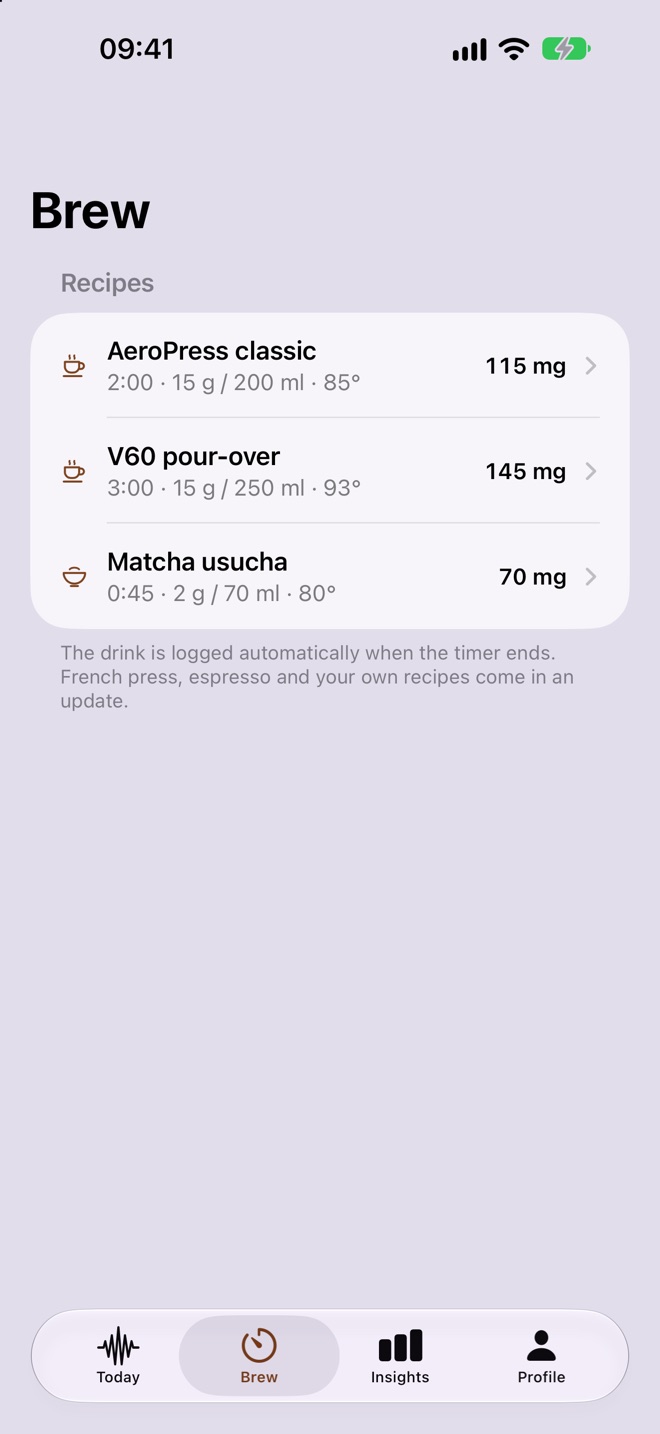 09:41
Brew
Recipes
AeroPress classic
2:00 · 15 g / 200 ml · 85°
115 mg
V60 pour-over
3:00 · 15 g / 250 ml · 93°
145 mg
Matcha usucha
0:45 · 2 g / 70 ml · 80°
70 mg
The drink is logged automatically when the timer ends.
French press, espresso and your own recipes come in an
update.
Today
Brew
Insights
Profile